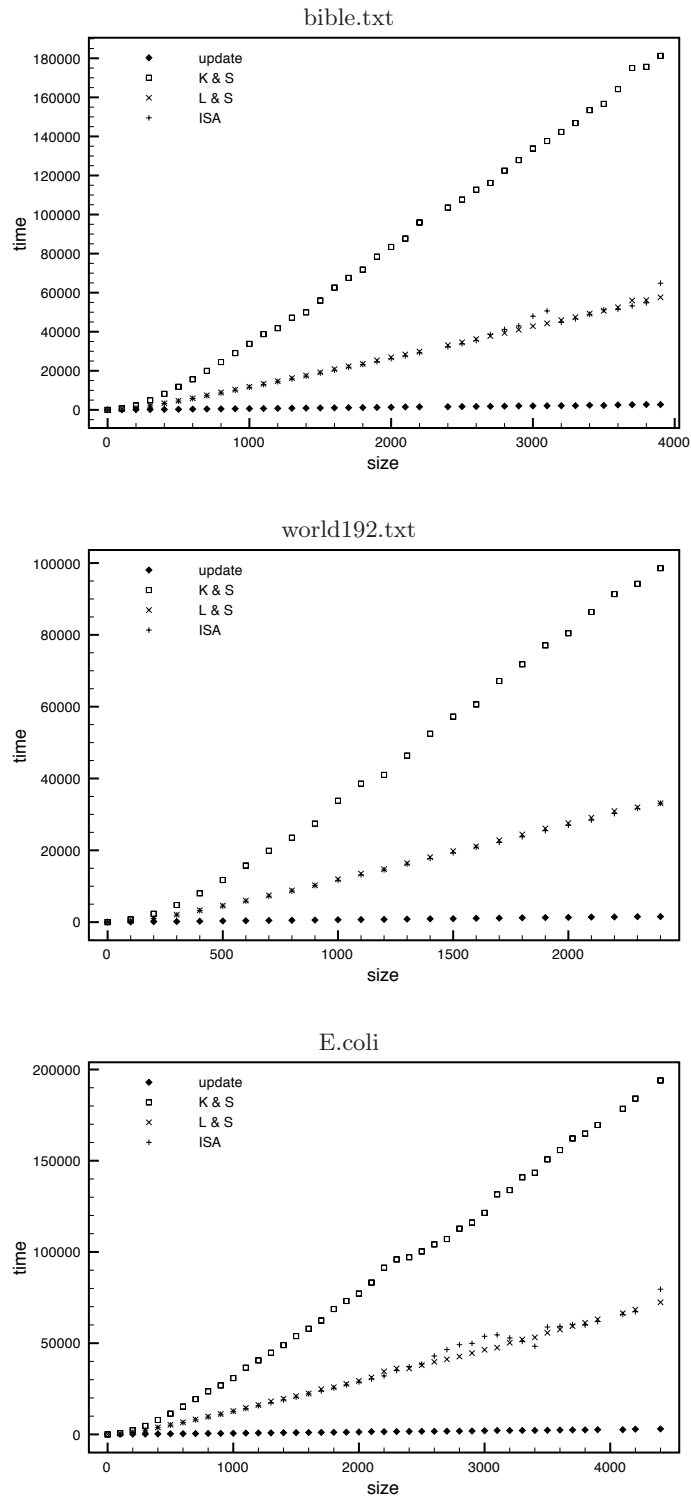 bible.txt
180000
160000
140000
120000
100000
80000
60000
40000
20000
0
time
update
K & S
L & S
ISA
0 1000 2000 3000 4000
size
world192.txt
100000
80000
60000
40000
20000
0
time
update
K & S
L & S
ISA
0 500 1000 1500 2000
size
E.coli
200000
150000
100000
50000
0
time
update
K & S
L & S
ISA
0 1000 2000 3000 4000
size